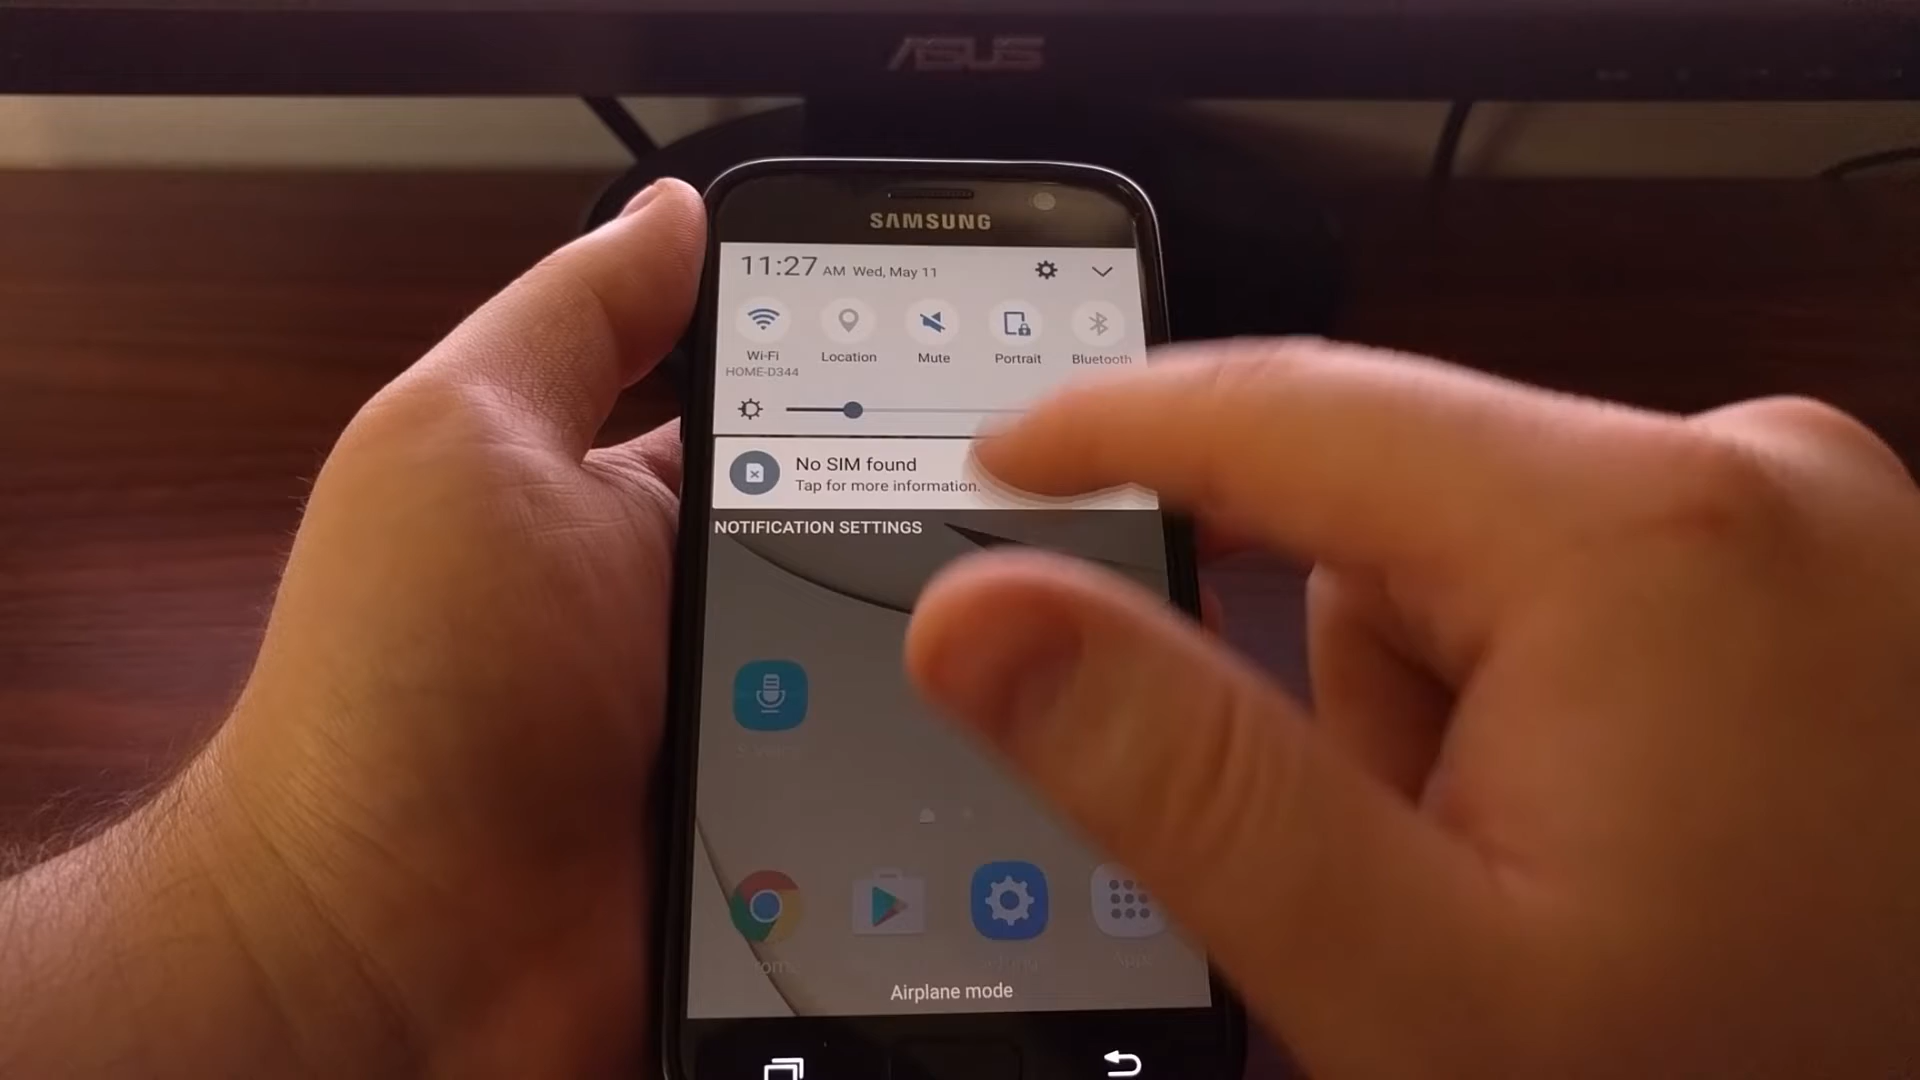 ASUS
SAMSUNG
11:27 AM Wed, May 11
Wi-Fi
HOME-D344
Location
Mute
Portrait
Bluetooth
No SIM found
Tap for more information.
NOTIFICATION SETTINGS
Apps
Airplane mode